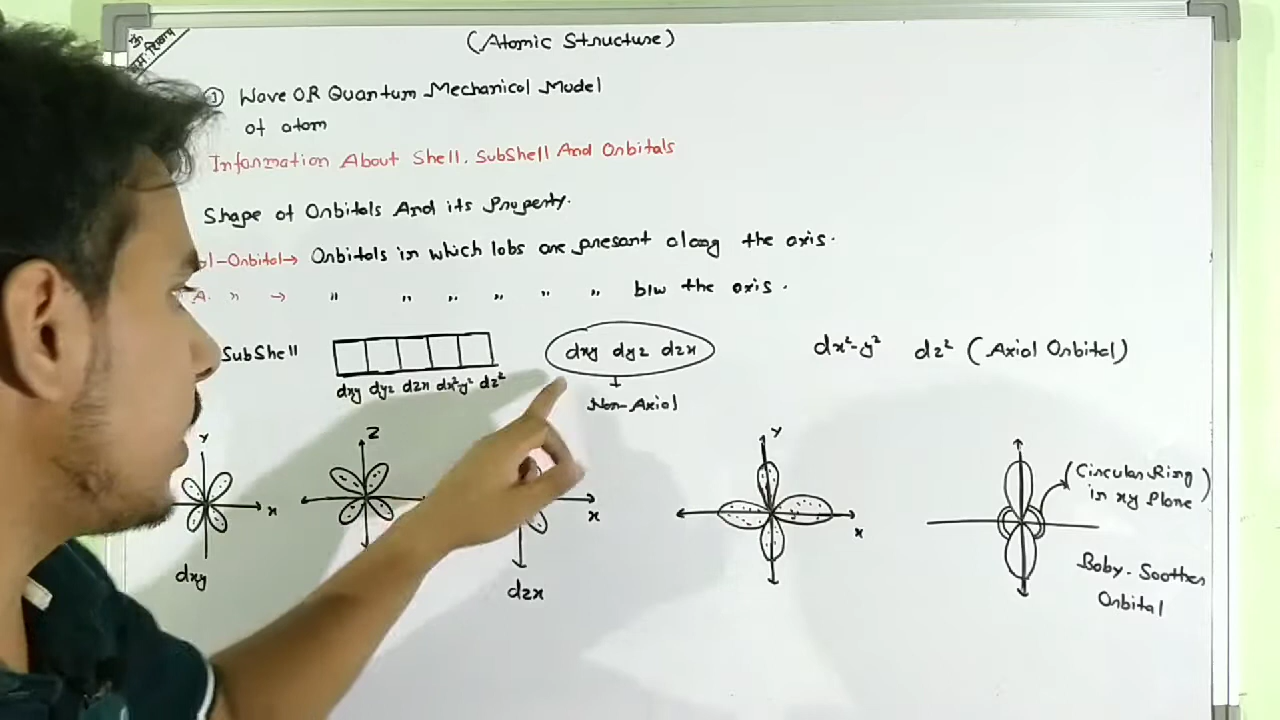 (Atomic Structure)
① Wave OR Quantum Mechanical Model
of atom
Information About Shell, SubShell And Orbitals
Shape of Orbitals And its Property.
al-Orbital→ Orbitals in which lobs are present along the axis.
A. " → " " " " " " b/w the axis.
SubShell
dxy dyz dzx dx²-y² dz²
dxy dyz dzx
Non-Axial
dx²-y² dz² (Axial Orbital)
y
x
dxy
Z
x
dzx
y
x
(Circular Ring
in xy Plane)
Baby-Soother
Orbital